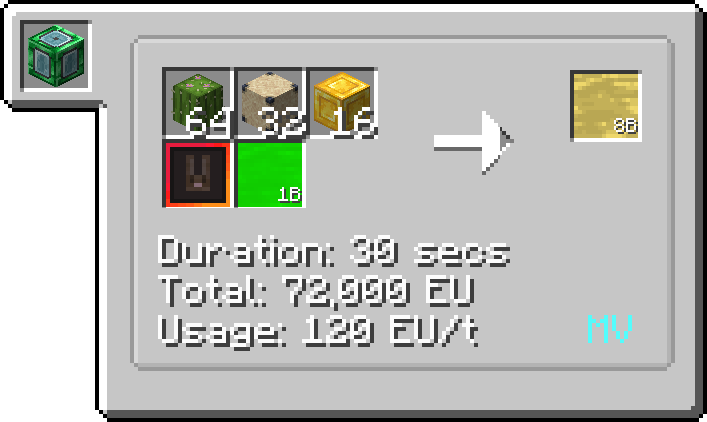 64 32 16
8B
1B
Duration: 30 secs
Total: 72,000 EU
Usage: 120 EU/t MV